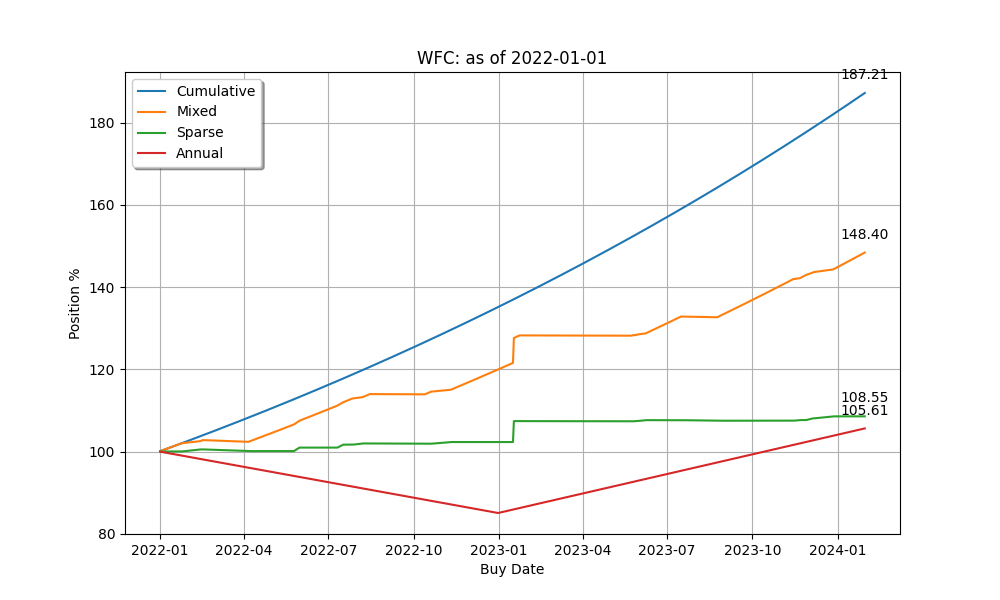 WFC: as of 2022-01-01
187.21
Cumulative
Mixed
Sparse
Annual
180
160
148.40
140
120
108.55
105.61
100
80
Position %
2022-01 2022-04 2022-07 2022-10 2023-01 2023-04 2023-07 2023-10 2024-01
Buy Date